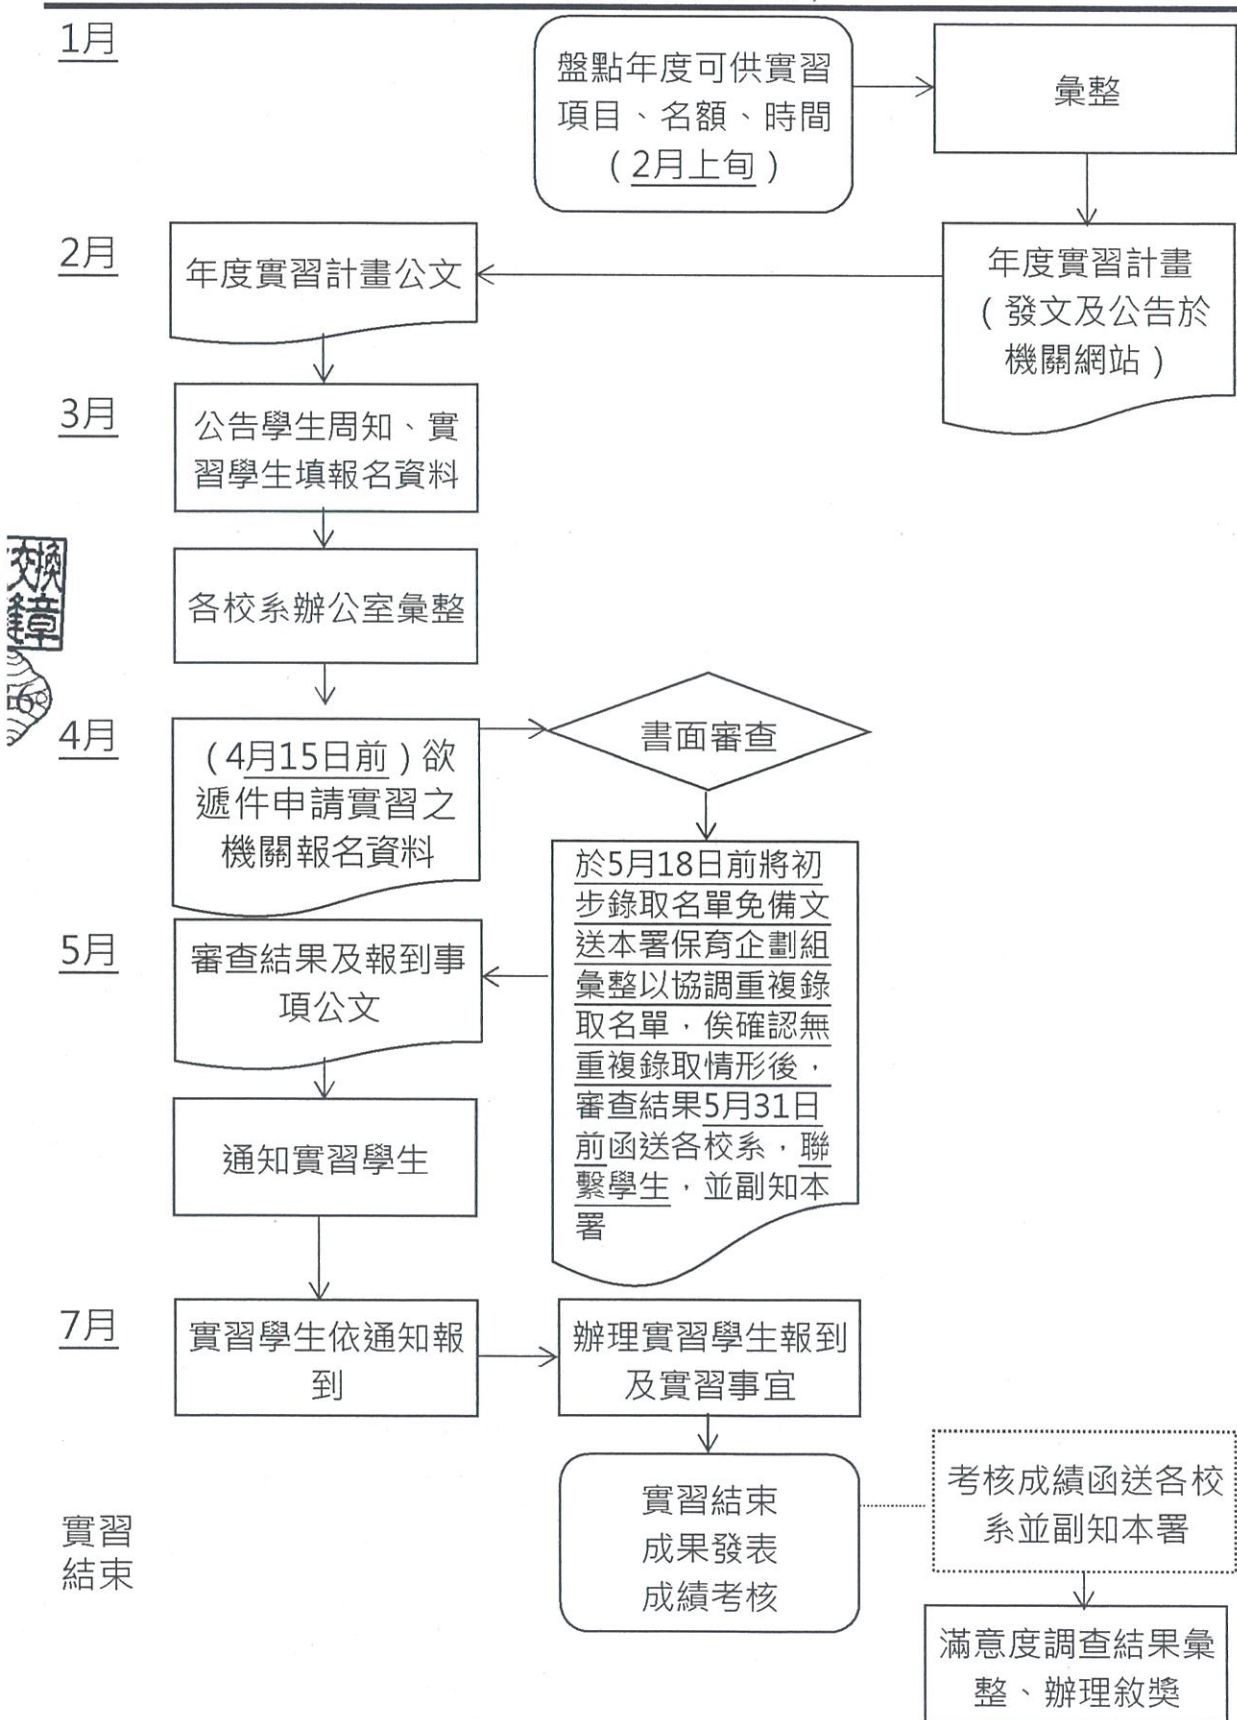 1月
盤點年度可供實習
項目、名額、時間
(2月上旬)
彙整
2月
年度實習計畫公文
年度實習計畫
(發文及公告於
機關網站)
3月
公告學生周知、實
習學生填報名資料
各校系辦公室彙整
換
章
4月
(4月15日前)欲
遞件申請實習之
機關報名資料
書面審查
於5月18日前將初
步錄取名單免備文
送本署保育企劃組
彙整以協調重複錄
取名單,俟確認無
重複錄取情形後,
審查結果5月31日
前函送各校系,聯
繫學生,並副知本
署
5月
審查結果及報到事
項公文
通知實習學生
7月
實習學生依通知報
到
辦理實習學生報到
及實習事宜
實習
結束
實習結束
成果發表
成績考核
考核成績函送各校
系並副知本署
滿意度調查結果彙
整、辦理敘獎